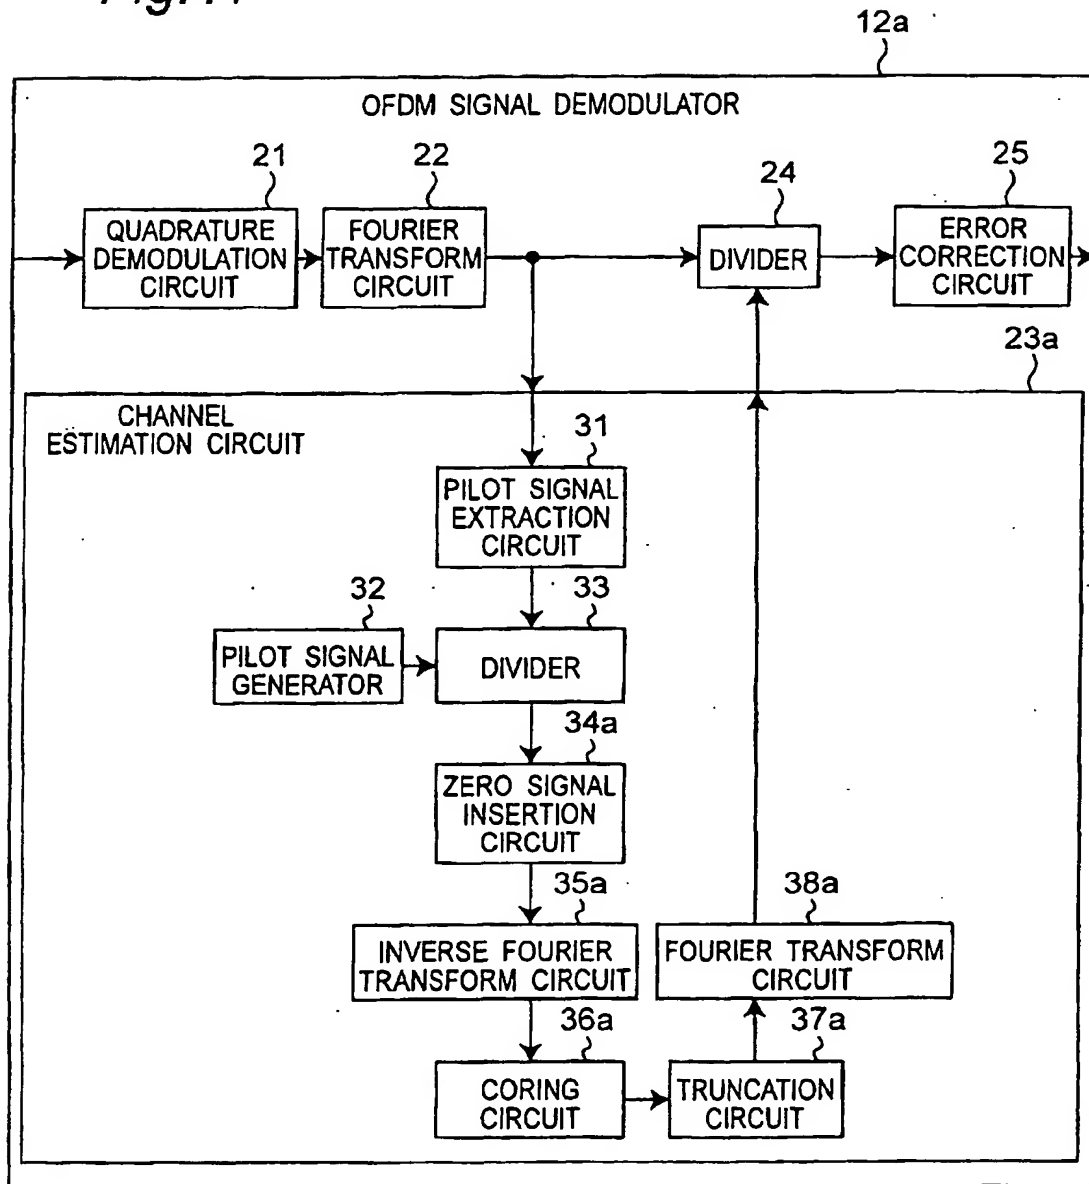 12a
OFDM SIGNAL DEMODULATOR
21
22
24
25
QUADRATURE
DEMODULATION
CIRCUIT
FOURIER
TRANSFORM
CIRCUIT
DIVIDER
ERROR
CORRECTION
CIRCUIT
23a
CHANNEL
ESTIMATION CIRCUIT
31
PILOT SIGNAL
EXTRACTION
CIRCUIT
32
33
PILOT SIGNAL
GENERATOR
DIVIDER
34a
ZERO SIGNAL
INSERTION
CIRCUIT
35a
38a
INVERSE FOURIER
TRANSFORM CIRCUIT
FOURIER TRANSFORM
CIRCUIT
36a
37a
CORING
CIRCUIT
TRUNCATION
CIRCUIT